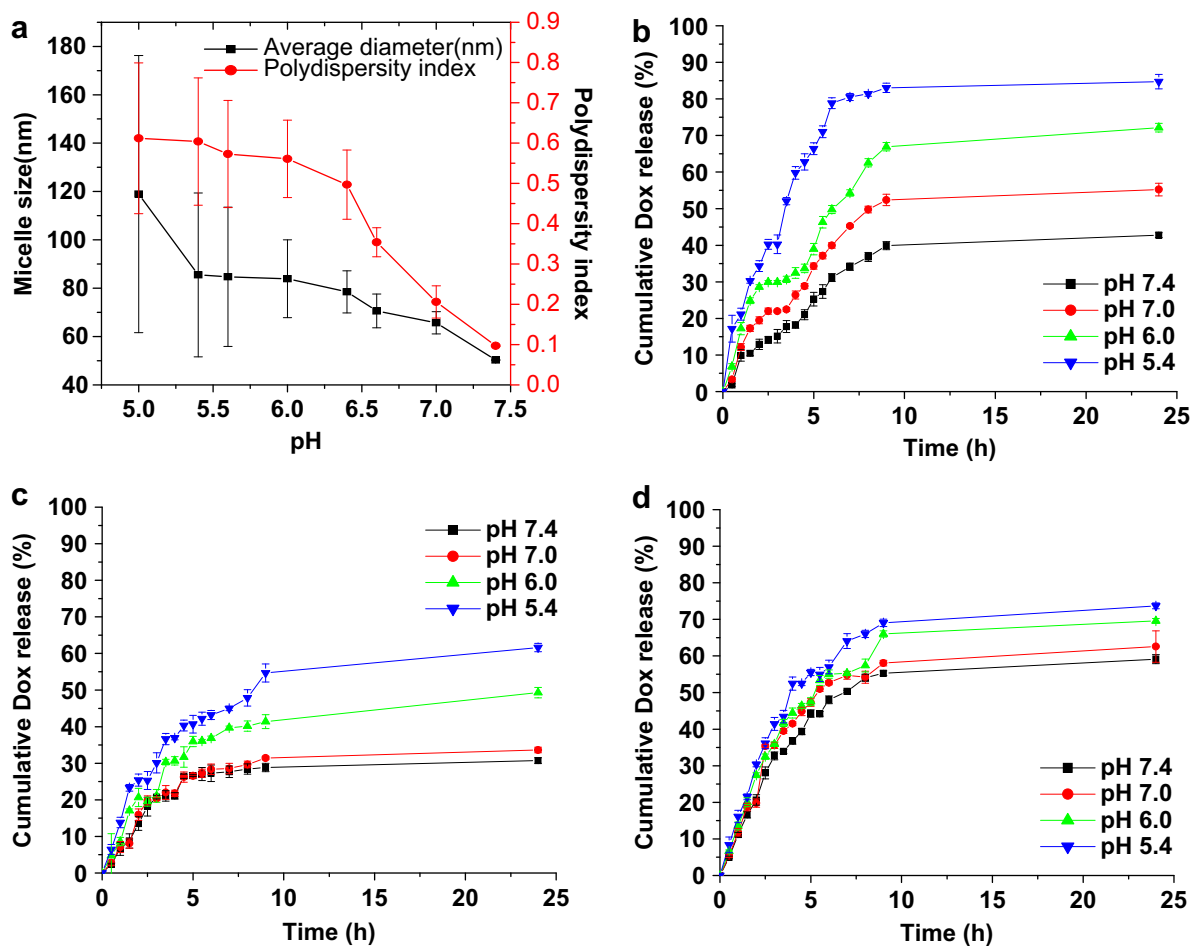 a
Average diameter(nm)
Polydispersity index
Micelle size(nm)
180
160
140
120
100
80
60
40
5.0 5.5 6.0 6.5 7.0 7.5
pH
0.9
0.8
0.7
0.6
0.5
0.4
0.3
0.2
0.1
0.0
Polydispersity index
b
Cumulative Dox release (%)
100
90
80
70
60
50
40
30
20
10
0
pH 7.4
pH 7.0
pH 6.0
pH 5.4
0 5 10 15 20 25
Time (h)
c
Cumulative Dox release (%)
100
90
80
70
60
50
40
30
20
10
0
pH 7.4
pH 7.0
pH 6.0
pH 5.4
0 5 10 15 20 25
Time (h)
d
Cumulative Dox release (%)
100
90
80
70
60
50
40
30
20
10
0
pH 7.4
pH 7.0
pH 6.0
pH 5.4
0 5 10 15 20 25
Time (h)